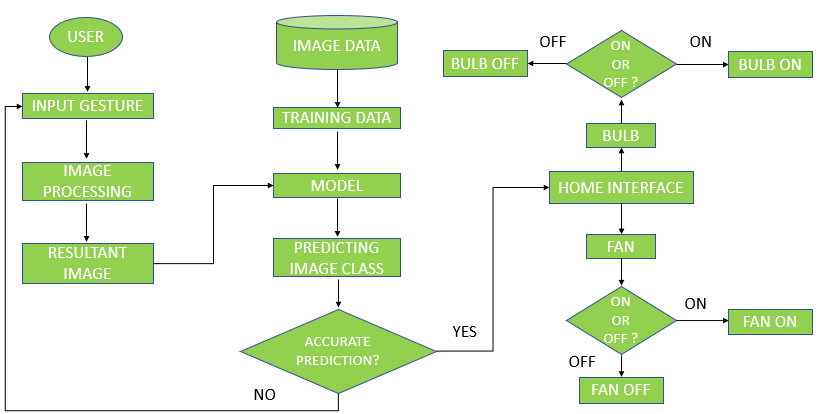 USER
INPUT GESTURE
IMAGE
PROCESSING
RESULTANT
IMAGE
IMAGE DATA
TRAINING DATA
MODEL
PREDICTING
IMAGE CLASS
ACCURATE
PREDICTION?
YES
NO
HOME INTERFACE
BULB
ON
OR
OFF ?
OFF
BULB OFF
ON
BULB ON
FAN
ON
OR
OFF ?
ON
FAN ON
OFF
FAN OFF